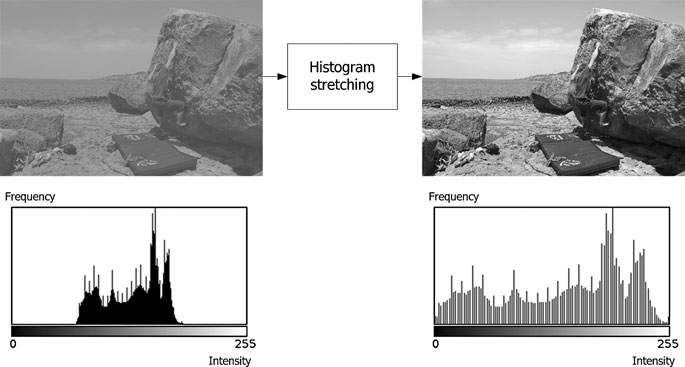 Histogram
stretching
Frequency
Frequency
0
255
0
255
Intensity
Intensity